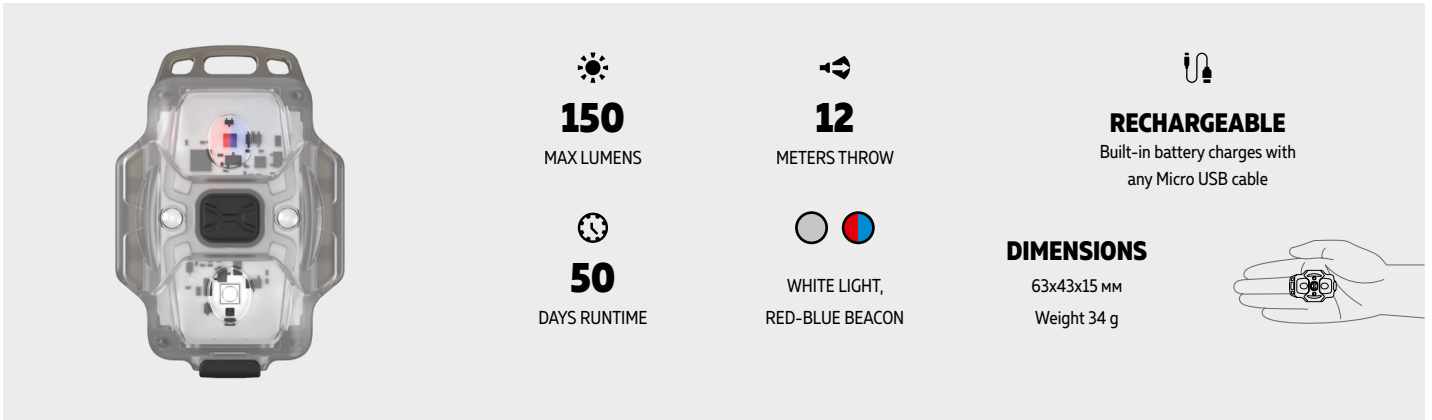 150
MAX LUMENS
12
METERS THROW
RECHARGEABLE
Built-in battery charges with
any Micro USB cable
50
DAYS RUNTIME
WHITE LIGHT,
RED-BLUE BEACON
DIMENSIONS
63x43x15 мм
Weight 34 g